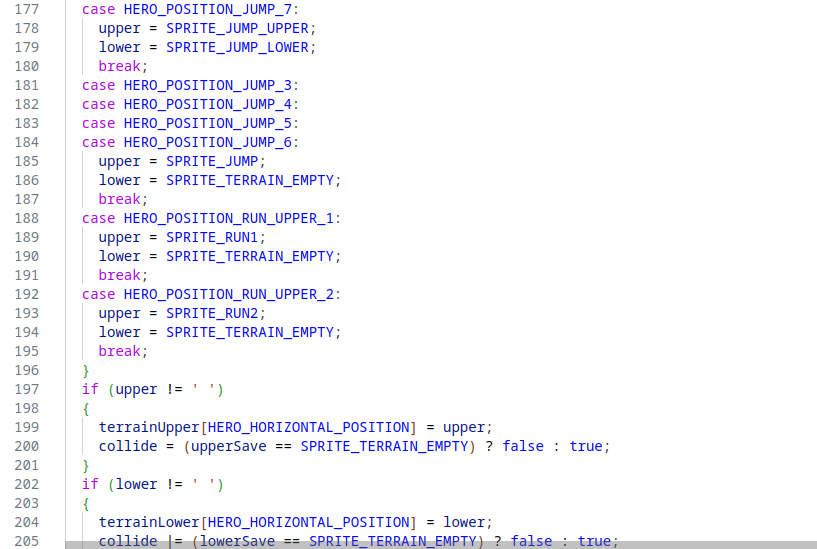 177 case HERO_POSITION_JUMP_7:
178 upper = SPRITE_JUMP_UPPER;
179 lower = SPRITE_JUMP_LOWER;
180 break;
181 case HERO_POSITION_JUMP_3:
182 case HERO_POSITION_JUMP_4:
183 case HERO_POSITION_JUMP_5:
184 case HERO_POSITION_JUMP_6:
185 upper = SPRITE_JUMP;
186 lower = SPRITE_TERRAIN_EMPTY;
187 break;
188 case HERO_POSITION_RUN_UPPER_1:
189 upper = SPRITE_RUN1;
190 lower = SPRITE_TERRAIN_EMPTY;
191 break;
192 case HERO_POSITION_RUN_UPPER_2:
193 upper = SPRITE_RUN2;
194 lower = SPRITE_TERRAIN_EMPTY;
195 break;
196 }
197 if (upper != ' ')
198 {
199 terrainUpper[HERO_HORIZONTAL_POSITION] = upper;
200 collide = (upperSave == SPRITE_TERRAIN_EMPTY) ? false : true;
201 }
202 if (lower != ' ')
203 {
204 terrainLower[HERO_HORIZONTAL_POSITION] = lower;
205 collide |= (lowerSave == SPRITE_TERRAIN_EMPTY) ? false : true;